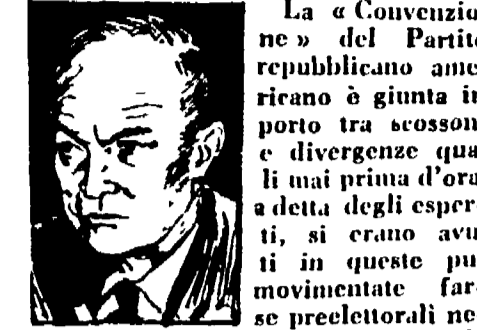 La « Convenzio
ne » del Partito
repubblicano ame
ricano è giunta in
porto tra scosson
e divergenze qua
li mai prima d'ora
a detta degli esper-
ti, si erano avu
ti in queste pu
movimentate far-
se preelettorali ne